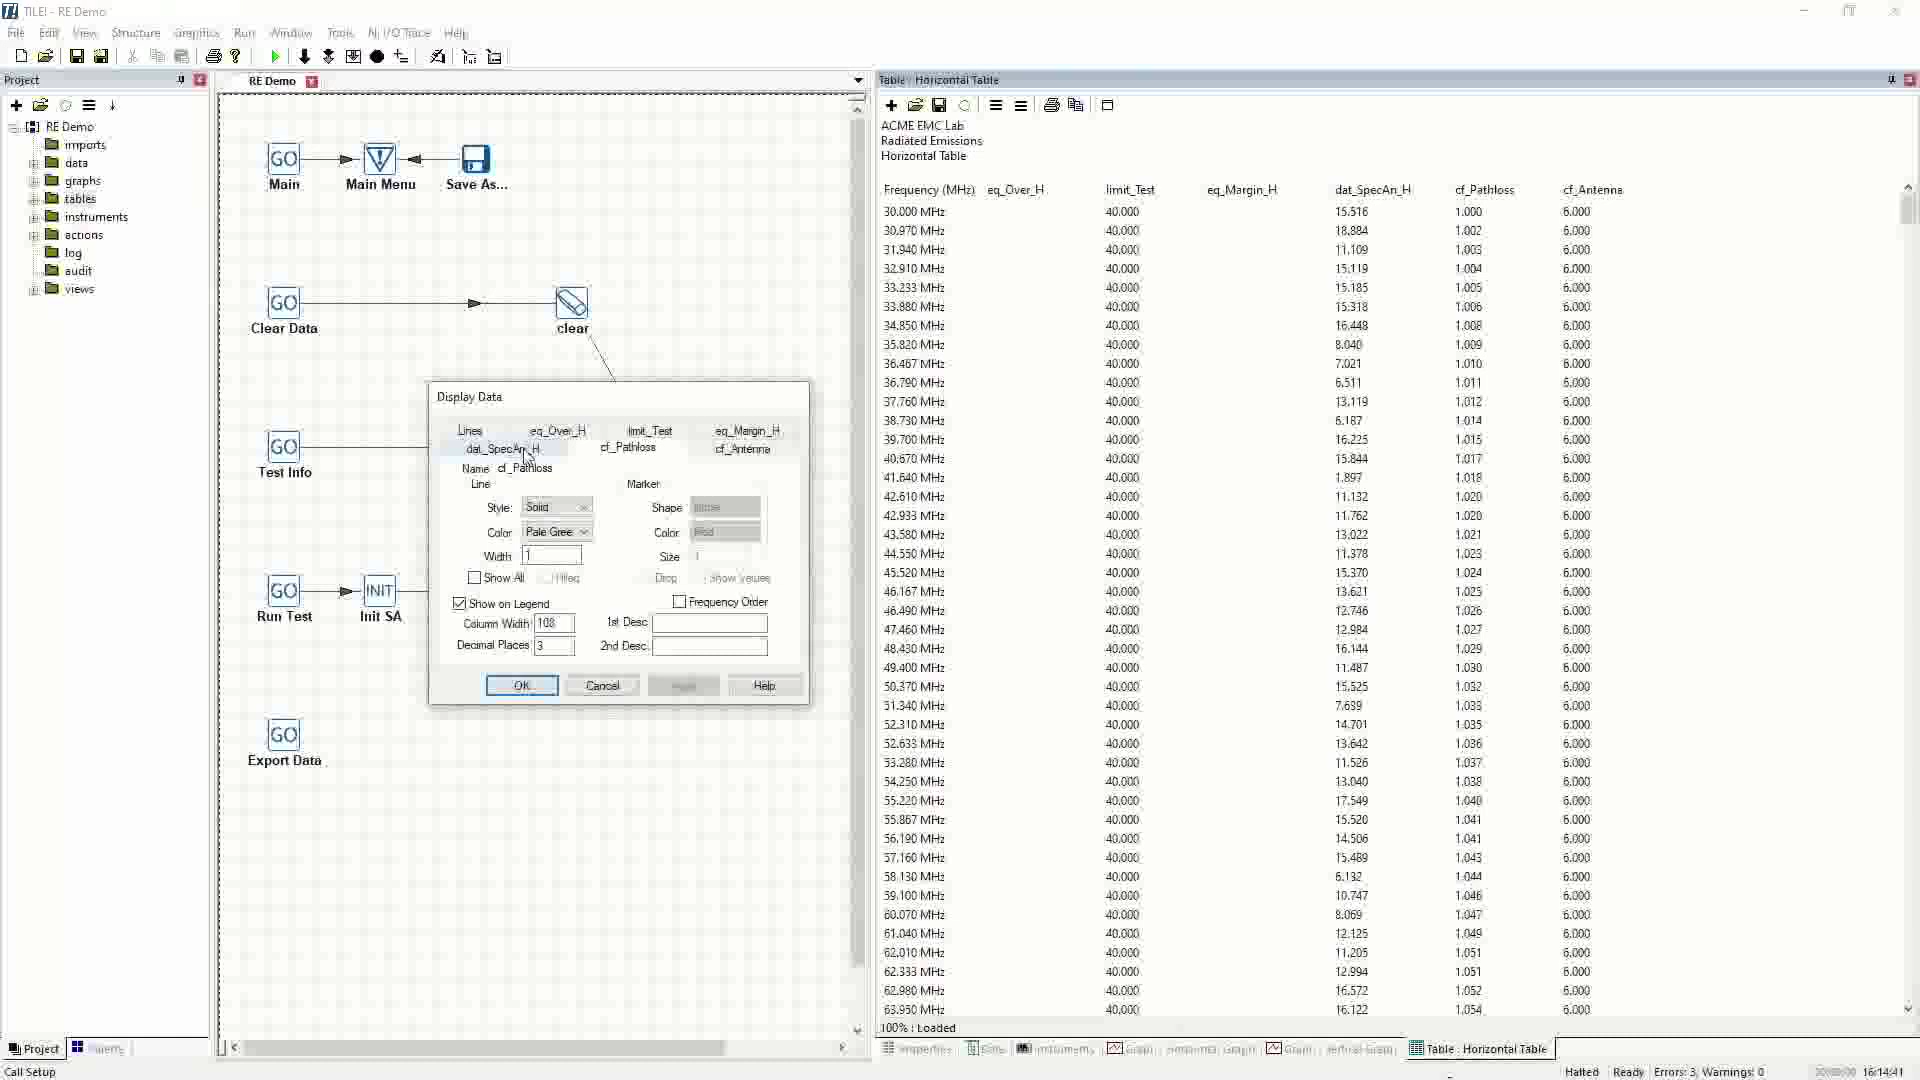 TILE! - RE Demo
File Edit View Structure Graphics Run Window Tools NI I/O Trace Help
Project
RE Demo
imports
data
graphs
tables
instruments
actions
log
audit
views
Project
RE Demo
GO
Main
Main Menu
Save As...
GO
Clear Data
clear
GO
Test Info
GO
Run Test
INIT
Init SA
GO
Export Data
Display Data
Lines eq_Over_H limit_Test eq_Margin_H
dat_SpecAn_H cf_Pathloss cf_Antenna
Name cf_Pathloss
Line Marker
Style: Solid Shape
Color Pale Gree Color Red
Width 1 Size 1
Show All Filled Drop Show Values
Show on Legend Frequency Order
Column Width 108 1st Desc
Decimal Places 3 2nd Desc.
OK Cancel Help
Table : Horizontal Table
ACME EMC Lab
Radiated Emissions
Horizontal Table
Frequency (MHz) eq_Over_H limit_Test eq_Margin_H dat_SpecAn_H cf_Pathloss cf_Antenna
30.000 MHz 40.000 15.516 1.000 6.000
30.970 MHz 40.000 18.884 1.002 6.000
31.940 MHz 40.000 11.109 1.003 6.000
32.910 MHz 40.000 15.119 1.004 6.000
33.233 MHz 40.000 15.185 1.005 6.000
33.880 MHz 40.000 15.318 1.006 6.000
34.850 MHz 40.000 16.448 1.008 6.000
35.820 MHz 40.000 8.040 1.009 6.000
36.467 MHz 40.000 7.021 1.010 6.000
36.790 MHz 40.000 6.511 1.011 6.000
37.760 MHz 40.000 13.119 1.012 6.000
38.730 MHz 40.000 6.187 1.014 6.000
39.700 MHz 40.000 16.225 1.015 6.000
40.670 MHz 40.000 15.844 1.017 6.000
41.640 MHz 40.000 1.897 1.018 6.000
42.610 MHz 40.000 11.132 1.020 6.000
42.933 MHz 40.000 11.762 1.020 6.000
43.580 MHz 40.000 13.022 1.021 6.000
44.550 MHz 40.000 11.378 1.023 6.000
45.520 MHz 40.000 15.370 1.024 6.000
46.167 MHz 40.000 13.621 1.025 6.000
46.490 MHz 40.000 12.746 1.026 6.000
47.460 MHz 40.000 12.984 1.027 6.000
48.430 MHz 40.000 16.144 1.029 6.000
49.400 MHz 40.000 11.487 1.030 6.000
50.370 MHz 40.000 15.525 1.032 6.000
51.340 MHz 40.000 7.639 1.033 6.000
52.310 MHz 40.000 14.701 1.035 6.000
52.633 MHz 40.000 13.642 1.036 6.000
53.280 MHz 40.000 11.526 1.037 6.000
54.250 MHz 40.000 13.040 1.038 6.000
55.220 MHz 40.000 17.549 1.040 6.000
55.867 MHz 40.000 15.520 1.041 6.000
56.190 MHz 40.000 14.506 1.041 6.000
57.160 MHz 40.000 15.489 1.043 6.000
58.130 MHz 40.000 6.132 1.044 6.000
59.100 MHz 40.000 10.747 1.046 6.000
60.070 MHz 40.000 8.069 1.047 6.000
61.040 MHz 40.000 12.125 1.049 6.000
62.010 MHz 40.000 11.205 1.051 6.000
62.333 MHz 40.000 12.994 1.051 6.000
62.980 MHz 40.000 16.572 1.052 6.000
63.950 MHz 40.000 16.122 1.054 6.000
100% : Loaded
Properties Data Instruments Graph : Horizontal Graph Graph : Vertical Graph Table : Horizontal Table
Call Setup
Halted Ready Errors: 3, Warnings: 0 00:00:00 16:14:41